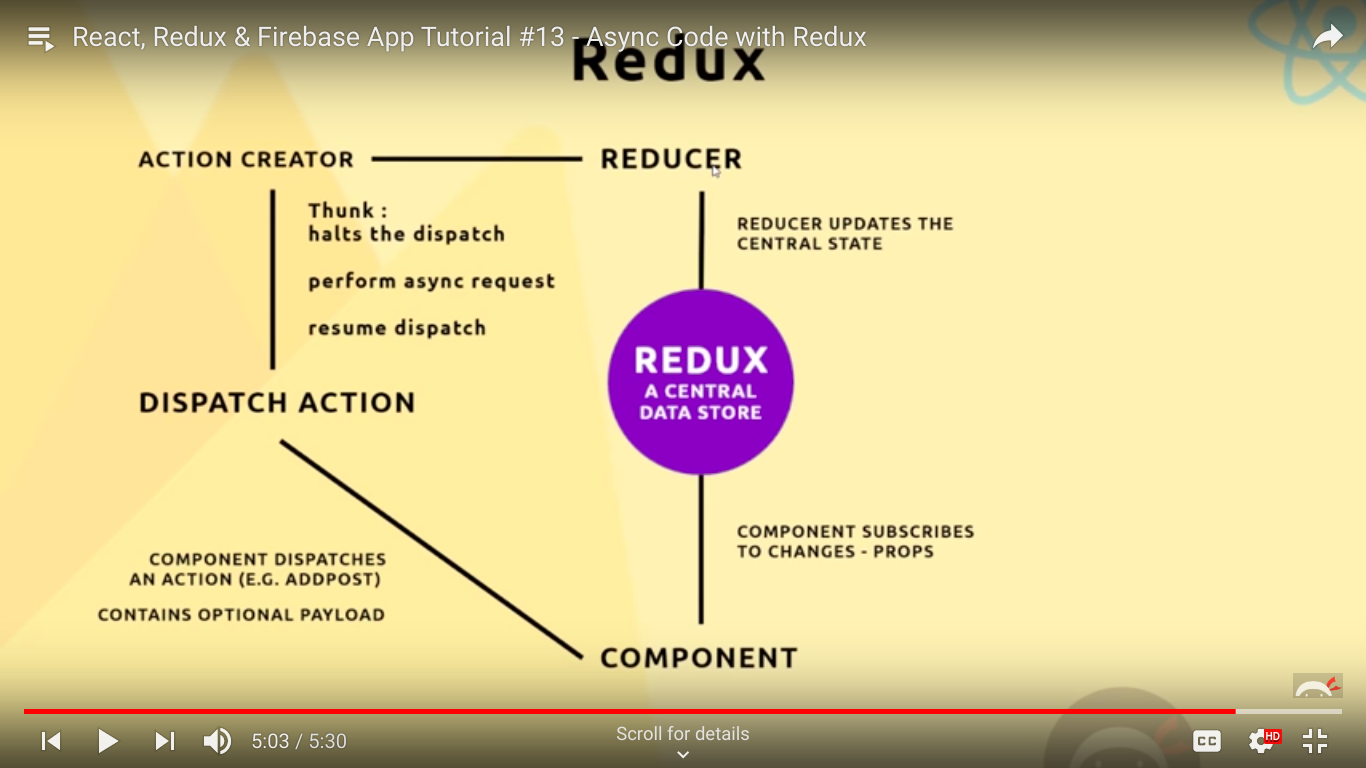 React, Redux & Firebase App Tutorial #13 - Async Code with Redux
Redux
ACTION CREATOR
REDUCER
Thunk :
halts the dispatch
perform async request
resume dispatch
REDUCER UPDATES THE
CENTRAL STATE
REDUX
A CENTRAL
DATA STORE
DISPATCH ACTION
COMPONENT SUBSCRIBES
TO CHANGES - PROPS
COMPONENT DISPATCHES
AN ACTION (E.G. ADDPOST)
CONTAINS OPTIONAL PAYLOAD
COMPONENT
5:03 / 5:30
Scroll for details
CC
HD